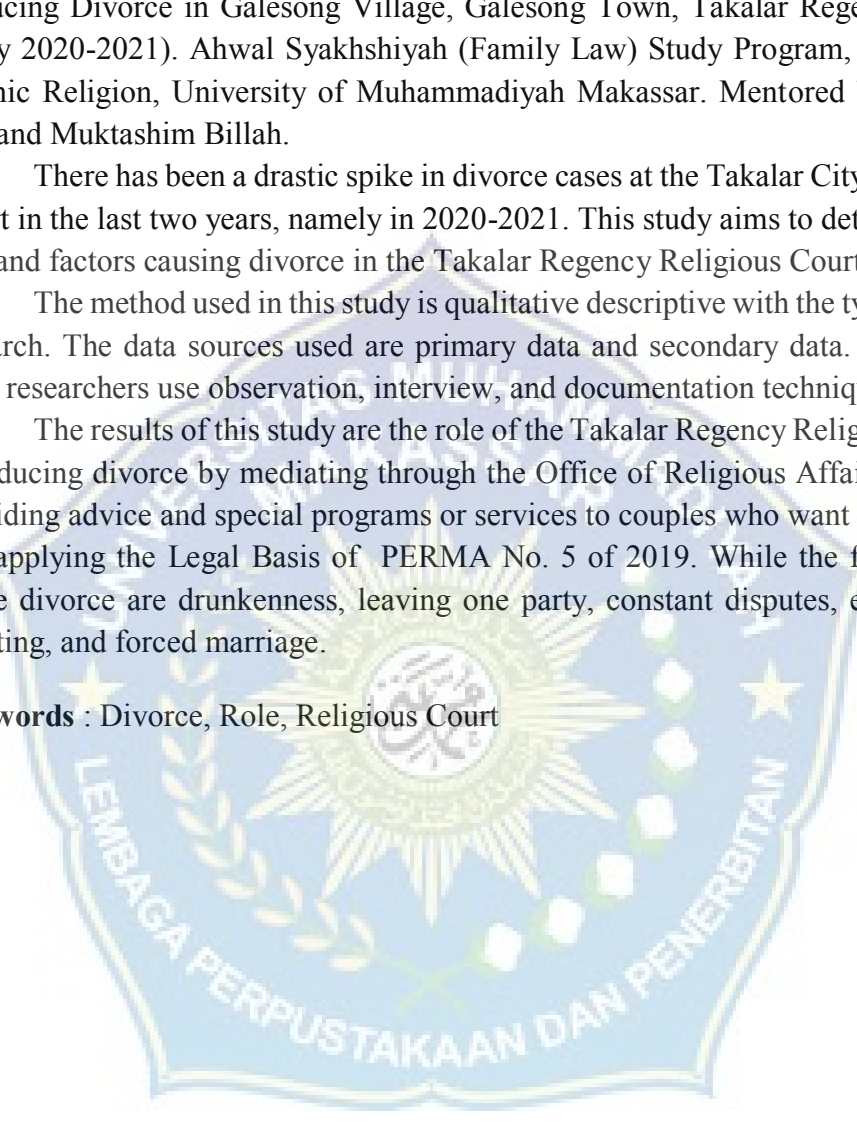 ucing Divorce in Galesong Village, Galesong Town, Takalar Rege
y 2020-2021). Ahwal Syakhshiyah (Family Law) Study Program,
nic Religion, University of Muhammadiyah Makassar. Mentored
and Muktashim Billah.
There has been a drastic spike in divorce cases at the Takalar City
t in the last two years, namely in 2020-2021. This study aims to det
and factors causing divorce in the Takalar Regency Religious Court
The method used in this study is qualitative descriptive with the ty
arch. The data sources used are primary data and secondary data.
researchers use observation, interview, and documentation techniqu
The results of this study are the role of the Takalar Regency Relig
ducing divorce by mediating through the Office of Religious Affai
iding advice and special programs or services to couples who want
applying the Legal Basis of PERMA No. 5 of 2019. While the f
e divorce are drunkenness, leaving one party, constant disputes, e
ting, and forced marriage.
words : Divorce, Role, Religious Court
UNIVERSITAS MUHAMMADIYAH
MAKASSAR
LEMBAGA PERPUSTAKAAN DAN PENERBITAN